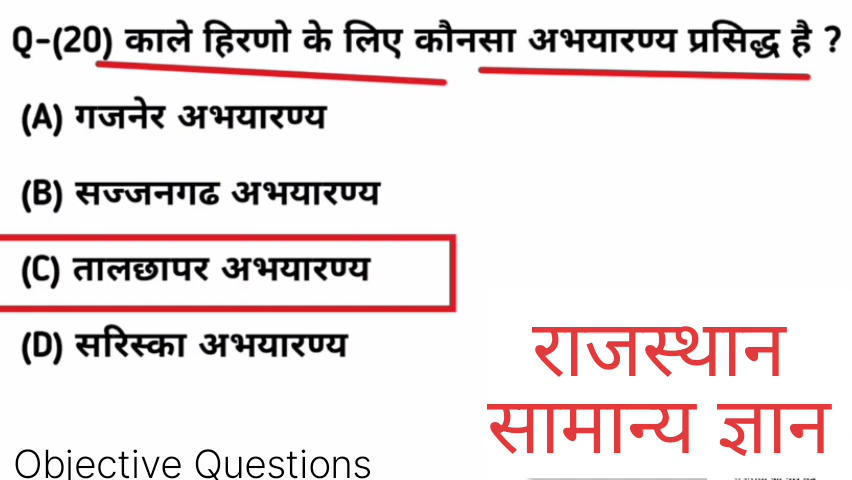 Q-(20) काले हिरणो के लिए कौनसा अभयारण्य प्रसिद्ध है ?
(A) गजनेर अभयारण्य
(B) सज्जनगढ अभयारण्य
(C) तालछापर अभयारण्य
(D) सरिस्का अभयारण्य
राजस्थान
सामान्य ज्ञान
Objective Questions